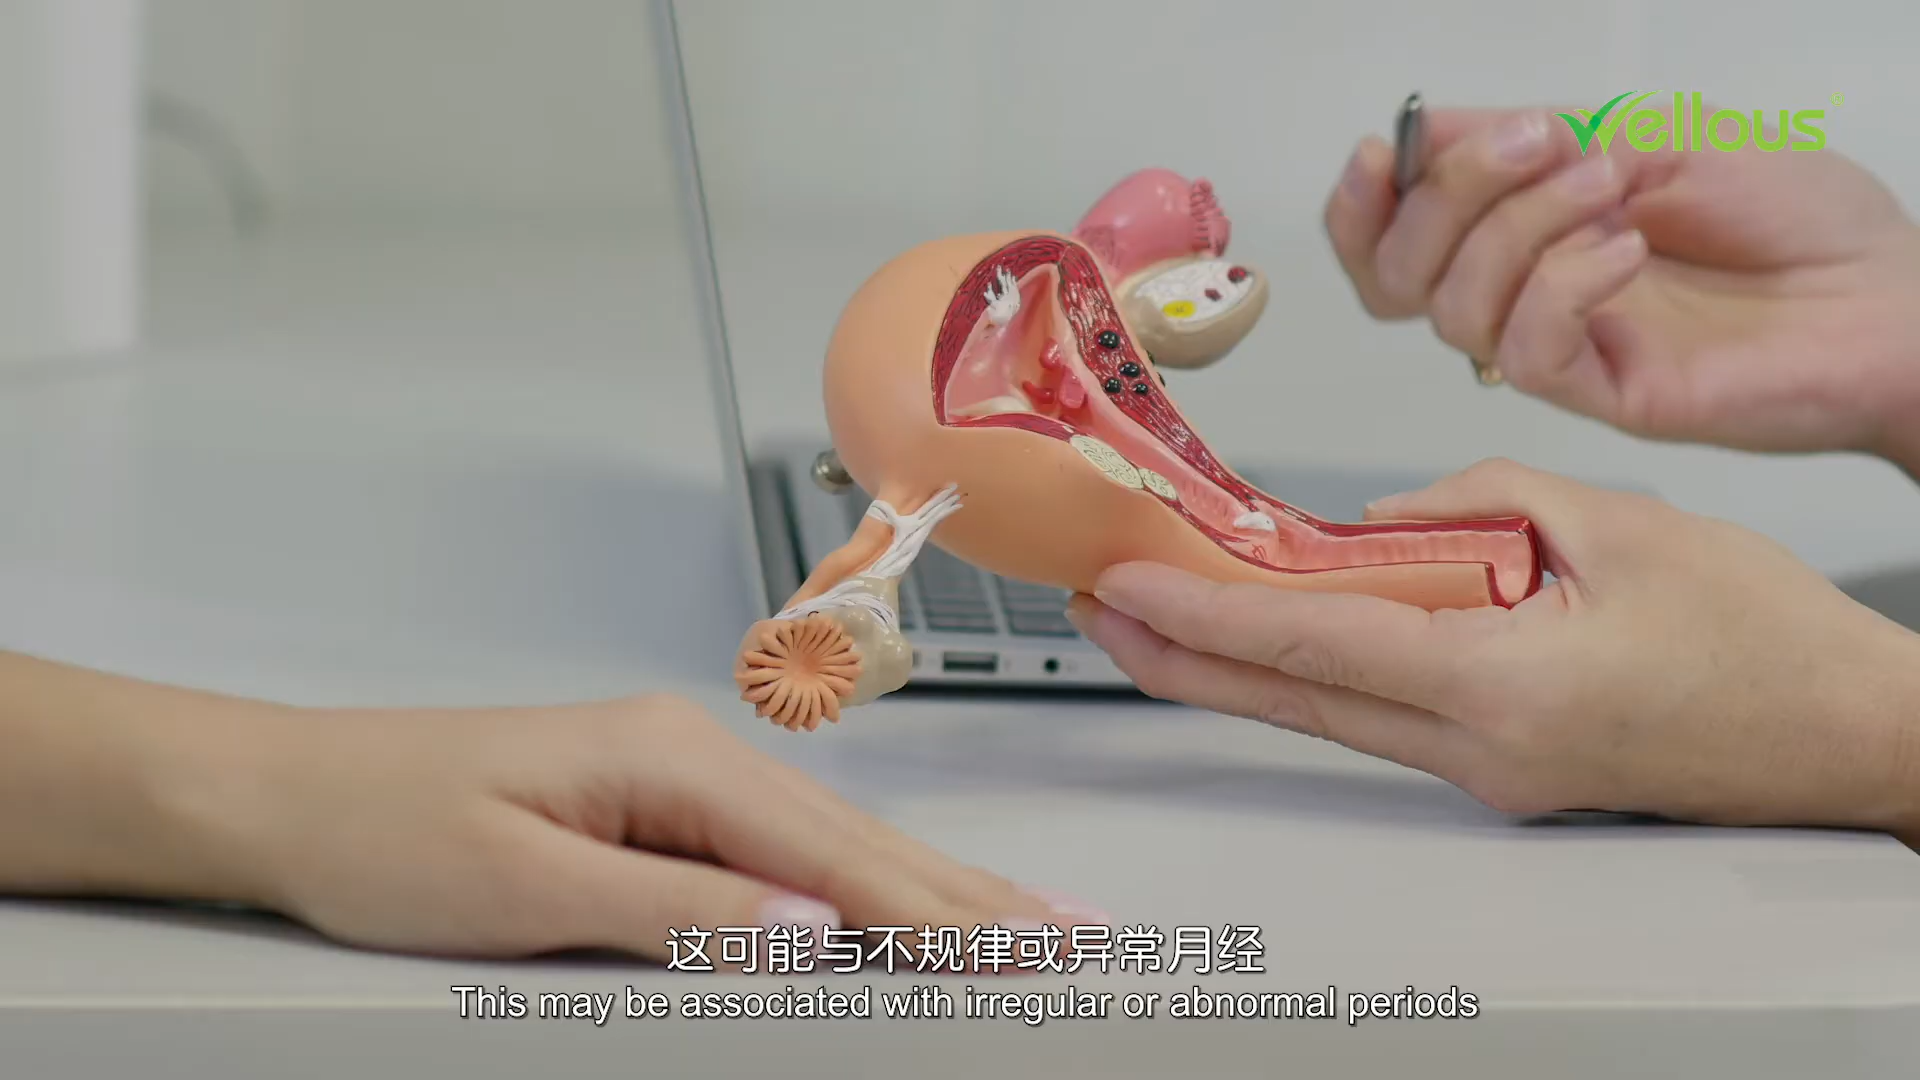 Wellous
这可能与不规律或异常月经
This may be associated with irregular or abnormal periods